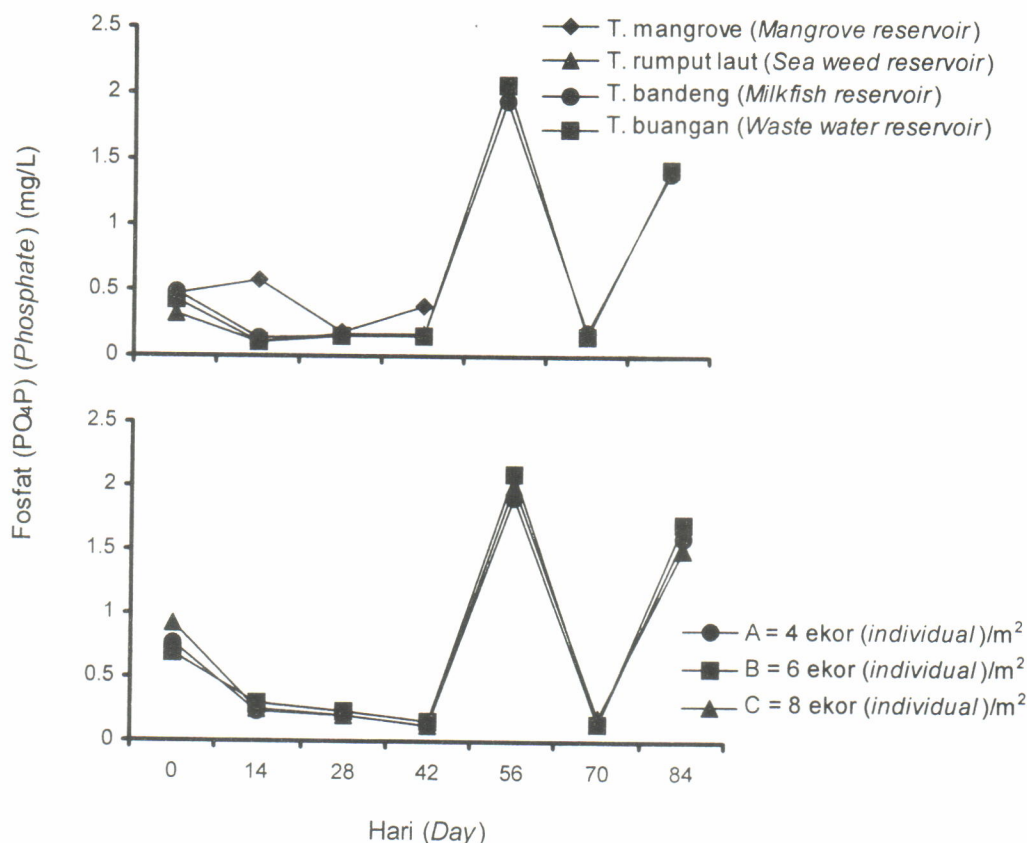 Fosfat (PO4P) (Phosphate) (mg/L)
2.5
2
1.5
1
0.5
0
T. mangrove (Mangrove reservoir)
T. rumput laut (Sea weed reservoir)
T. bandeng (Milkfish reservoir)
T. buangan (Waste water reservoir)
2.5
2
1.5
1
0.5
0
A = 4 ekor (individual)/m²
B = 6 ekor (individual)/m²
C = 8 ekor (individual)/m²
0 14 28 42 56 70 84
Hari (Day)